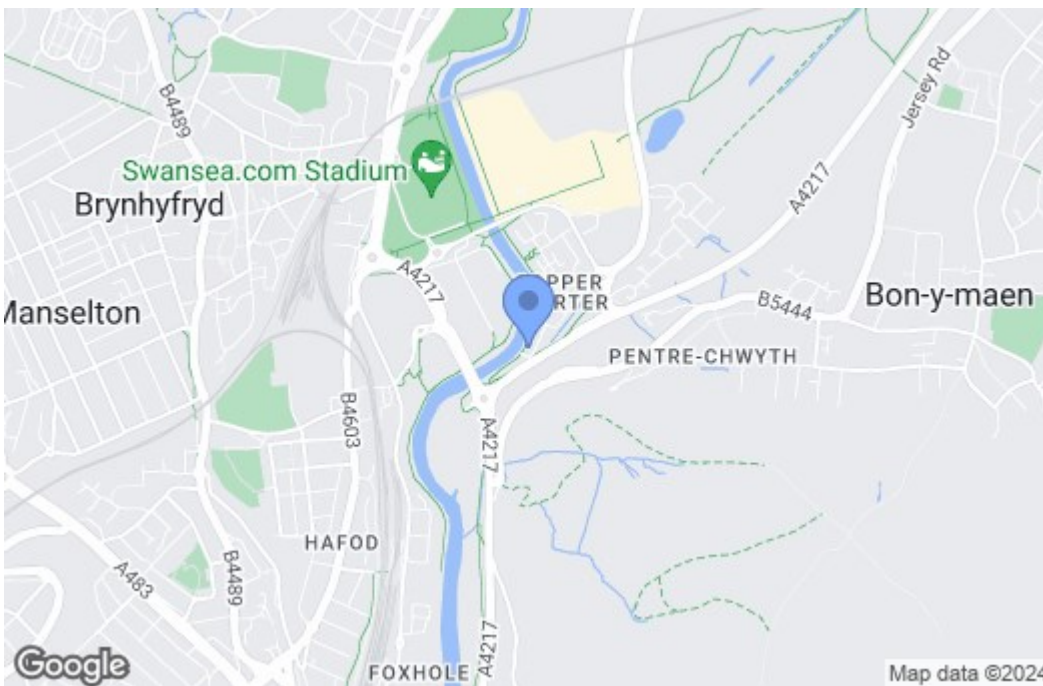 B4489
Jersey Rd
Swansea.com Stadium
Brynhyfryd
A4217
A4217
Manselton
Bon-y-maen
B5444
PENTRE-CHWYTH
B4603
A4217
HAFOD
B4489
A483
A4217
FOXHOLE
Google
Map data ©2024